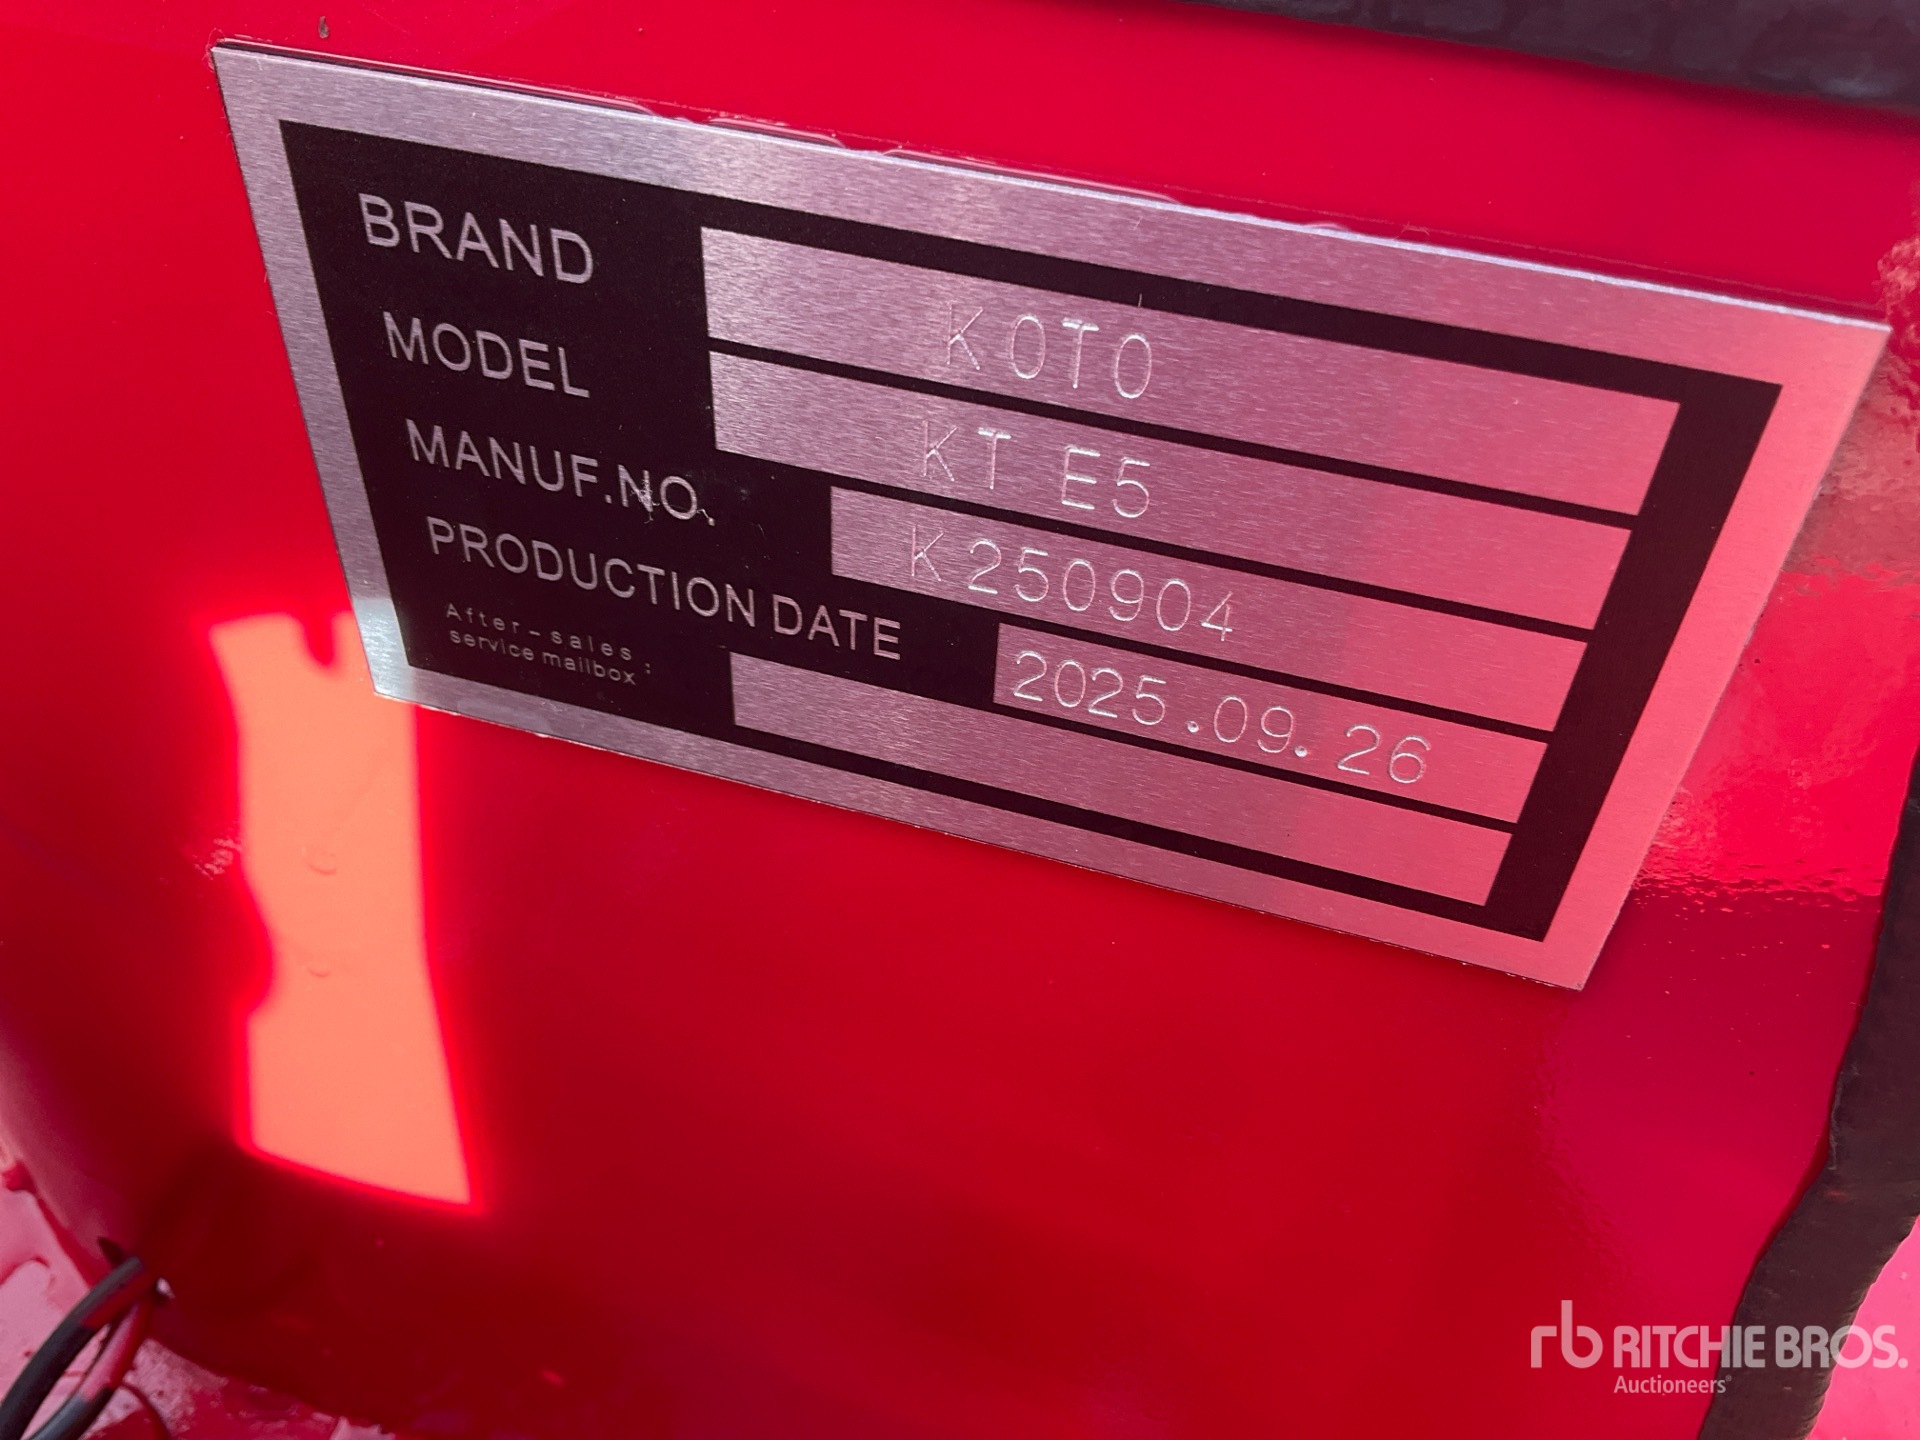 BRAND KOTO
MODEL KT E5
MANUF.NO. K250904
PRODUCTION DATE 2025.09.26
After-sales
service mailbox:
rb RITCHIE BROS.
Auctioneers®